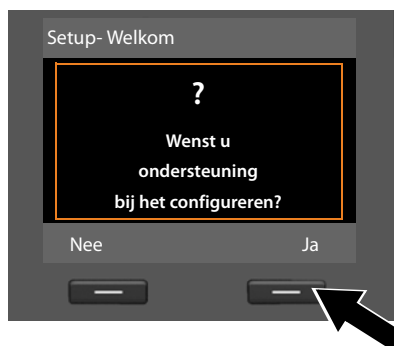 Setup- Welkom
?
Wenst u
ondersteuning
bij het configureren?
Nee Ja